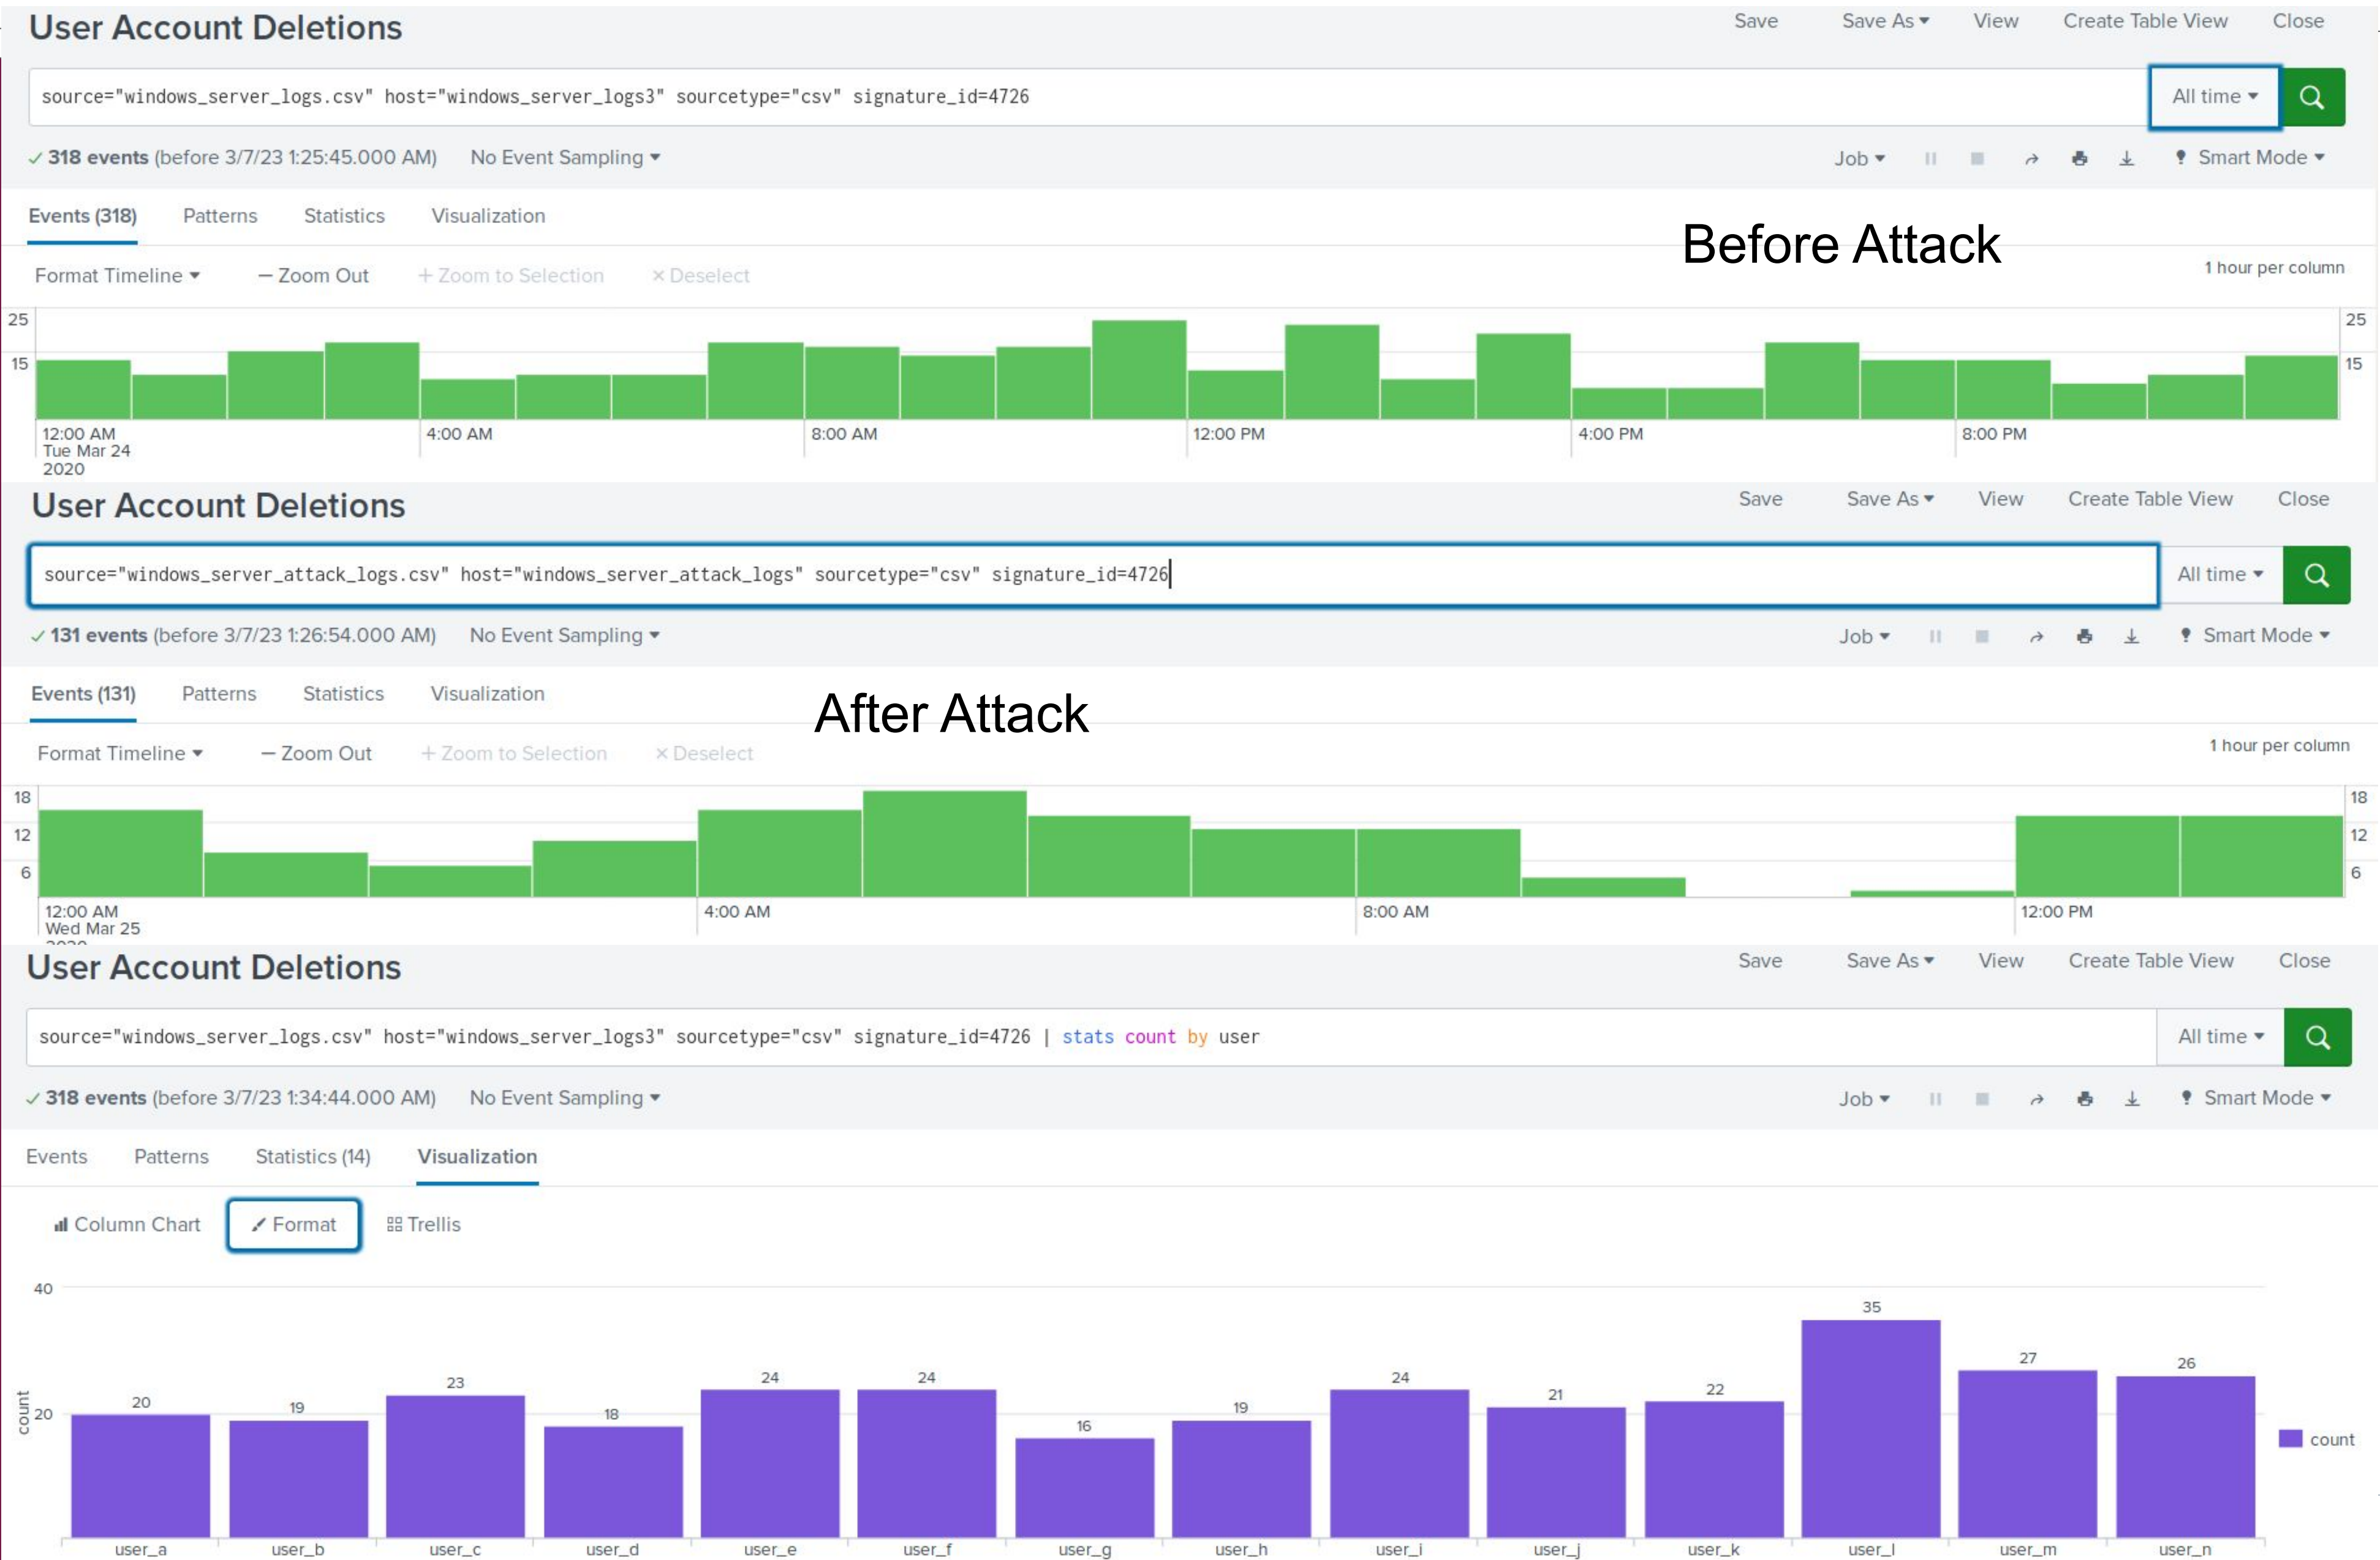 User Account Deletions
Save Save As View Create Table View Close
source="windows_server_logs.csv" host="windows_server_logs3" sourcetype="csv" signature_id=4726
All time
318 events (before 3/7/23 1:25:45.000 AM) No Event Sampling
Job Smart Mode
Events (318) Patterns Statistics Visualization
Before Attack
Format Timeline — Zoom Out + Zoom to Selection × Deselect
1 hour per column
25 25
15 15
12:00 AM 4:00 AM 8:00 AM 12:00 PM 4:00 PM 8:00 PM
Tue Mar 24
2020
User Account Deletions
Save Save As View Create Table View Close
source="windows_server_attack_logs.csv" host="windows_server_attack_logs" sourcetype="csv" signature_id=4726
All time
131 events (before 3/7/23 1:26:54.000 AM) No Event Sampling
Job Smart Mode
Events (131) Patterns Statistics Visualization
After Attack
Format Timeline — Zoom Out + Zoom to Selection × Deselect
1 hour per column
18 18
12 12
6 6
12:00 AM 4:00 AM 8:00 AM 12:00 PM
Wed Mar 25
User Account Deletions
Save Save As View Create Table View Close
source="windows_server_logs.csv" host="windows_server_logs3" sourcetype="csv" signature_id=4726 | stats count by user
All time
318 events (before 3/7/23 1:34:44.000 AM) No Event Sampling
Job Smart Mode
Events Patterns Statistics (14) Visualization
Column Chart Format Trellis
40
20
count
20 19 23 18 24 24 16 19 24 21 22 35 27 26
count
user_a user_b user_c user_d user_e user_f user_g user_h user_i user_j user_k user_l user_m user_n